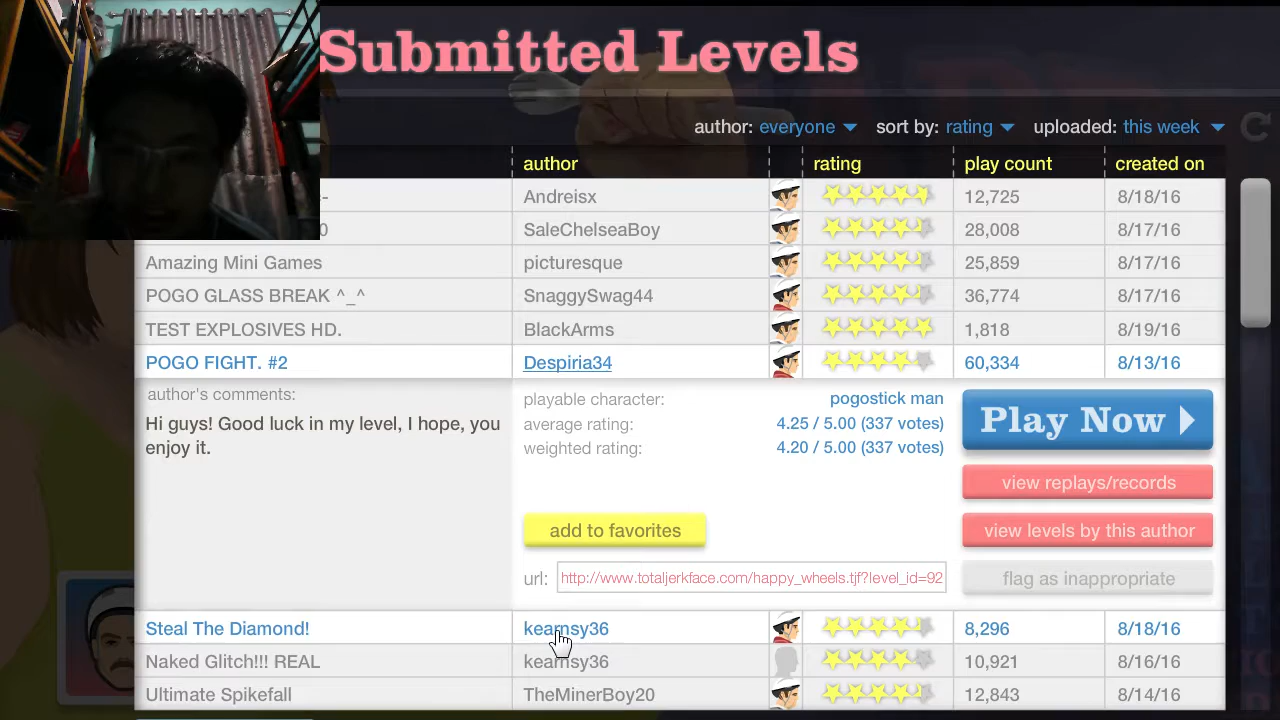 Submitted Levels
author: everyone sort by: rating uploaded: this week
author rating play count created on
- Andreisx 12,725 8/18/16
0 SaleChelseaBoy 28,008 8/17/16
Amazing Mini Games picturesque 25,859 8/17/16
POGO GLASS BREAK ^_^ SnaggySwag44 36,774 8/17/16
TEST EXPLOSIVES HD. BlackArms 1,818 8/19/16
POGO FIGHT. #2 Despiria34 60,334 8/13/16
author's comments:
Hi guys! Good luck in my level, I hope, you
enjoy it.
playable character: pogostick man
average rating: 4.25 / 5.00 (337 votes)
weighted rating: 4.20 / 5.00 (337 votes)
add to favorites
url: http://www.totaljerkface.com/happy_wheels.tjf?level_id=92
Play Now
view replays/records
view levels by this author
flag as inappropriate
Steal The Diamond! kearnsy36 8,296 8/18/16
Naked Glitch!!! REAL kearnsy36 10,921 8/16/16
Ultimate Spikefall TheMinerBoy20 12,843 8/14/16